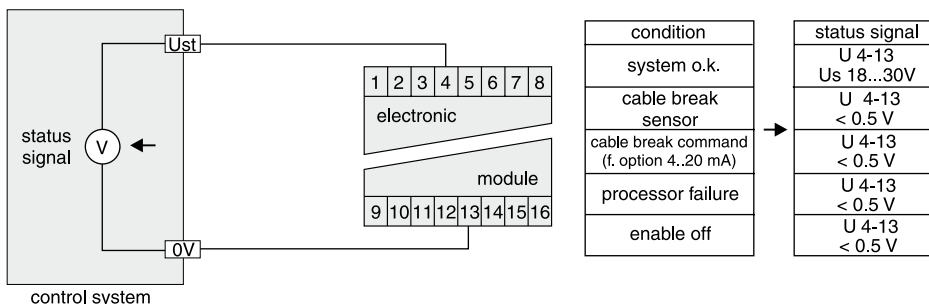 Ust
status
signal
V
0V
control system
1 2 3 4 5 6 7 8
electronic
module
9 10 11 12 13 14 15 16
condition
system o.k.
cable break
sensor
cable break command
(f. option 4..20 mA)
processor failure
enable off
status signal
U 4-13
Us 18...30V
U 4-13
< 0.5 V
U 4-13
< 0.5 V
U 4-13
< 0.5 V
U 4-13
< 0.5 V